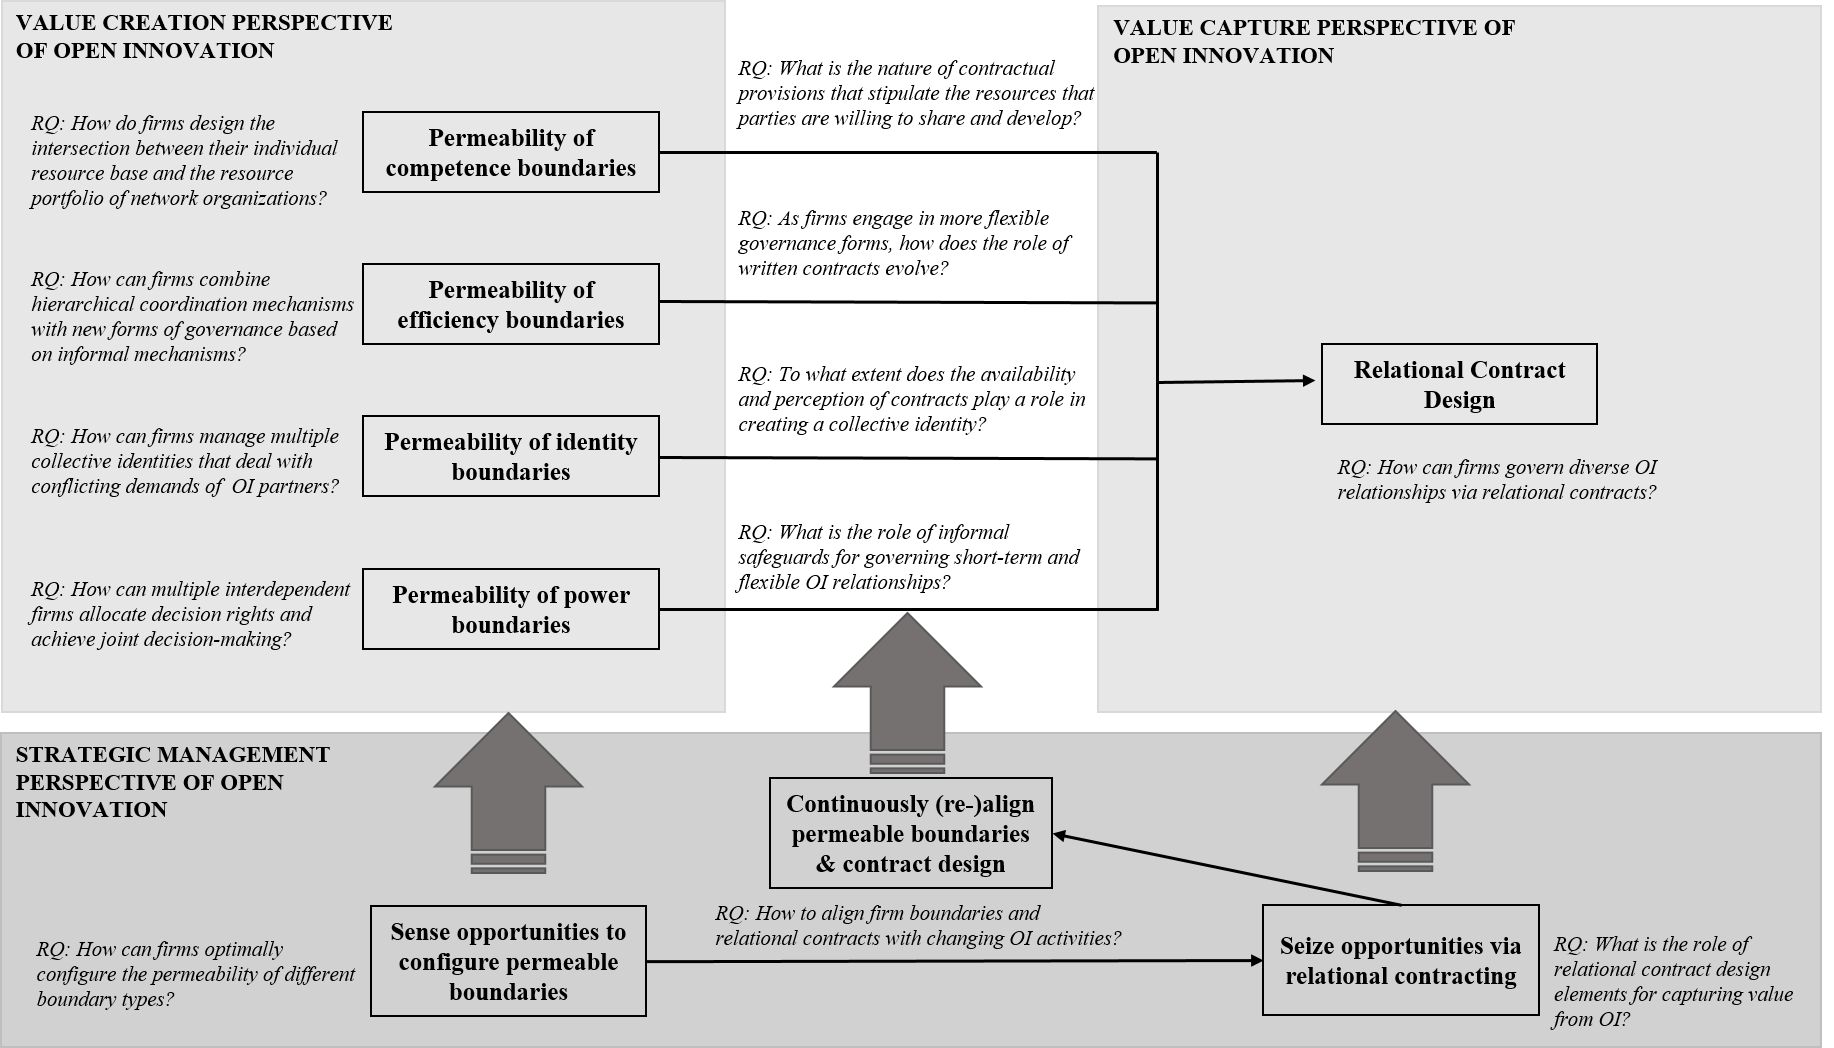 VALUE CREATION PERSPECTIVE
OF OPEN INNOVATION
RQ: How do firms design the
intersection between their individual
resource base and the resource
portfolio of network organizations?
Permeability of
competence boundaries
RQ: How can firms combine
hierarchical coordination mechanisms
with new forms of governance based
on informal mechanisms?
Permeability of
efficiency boundaries
RQ: How can firms manage multiple
collective identities that deal with
conflicting demands of OI partners?
Permeability of identity
boundaries
RQ: How can multiple interdependent
firms allocate decision rights and
achieve joint decision-making?
Permeability of power
boundaries
RQ: What is the nature of contractual
provisions that stipulate the resources that
parties are willing to share and develop?
RQ: As firms engage in more flexible
governance forms, how does the role of
written contracts evolve?
RQ: To what extent does the availability
and perception of contracts play a role in
creating a collective identity?
RQ: What is the role of informal
safeguards for governing short-term and
flexible OI relationships?
VALUE CAPTURE PERSPECTIVE OF
OPEN INNOVATION
Relational Contract
Design
RQ: How can firms govern diverse OI
relationships via relational contracts?
STRATEGIC MANAGEMENT
PERSPECTIVE OF OPEN
INNOVATION
RQ: How can firms optimally
configure the permeability of different
boundary types?
Sense opportunities to
configure permeable
boundaries
Continuously (re-)align
permeable boundaries
& contract design
RQ: How to align firm boundaries and
relational contracts with changing OI activities?
Seize opportunities via
relational contracting
RQ: What is the role of
relational contract design
elements for capturing value
from OI?